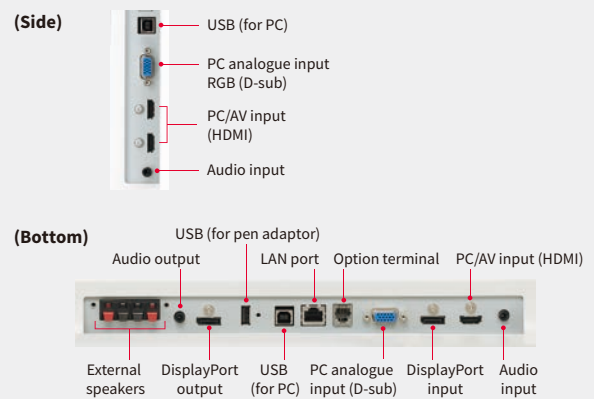 (Side)
USB (for PC)
PC analogue input
RGB (D-sub)
PC/AV input
(HDMI)
Audio input
(Bottom)
USB (for pen adaptor)
Audio output
LAN port
Option terminal
PC/AV input (HDMI)
External
speakers
DisplayPort
output
USB
(for PC)
PC analogue
input (D-sub)
DisplayPort
input
Audio
input